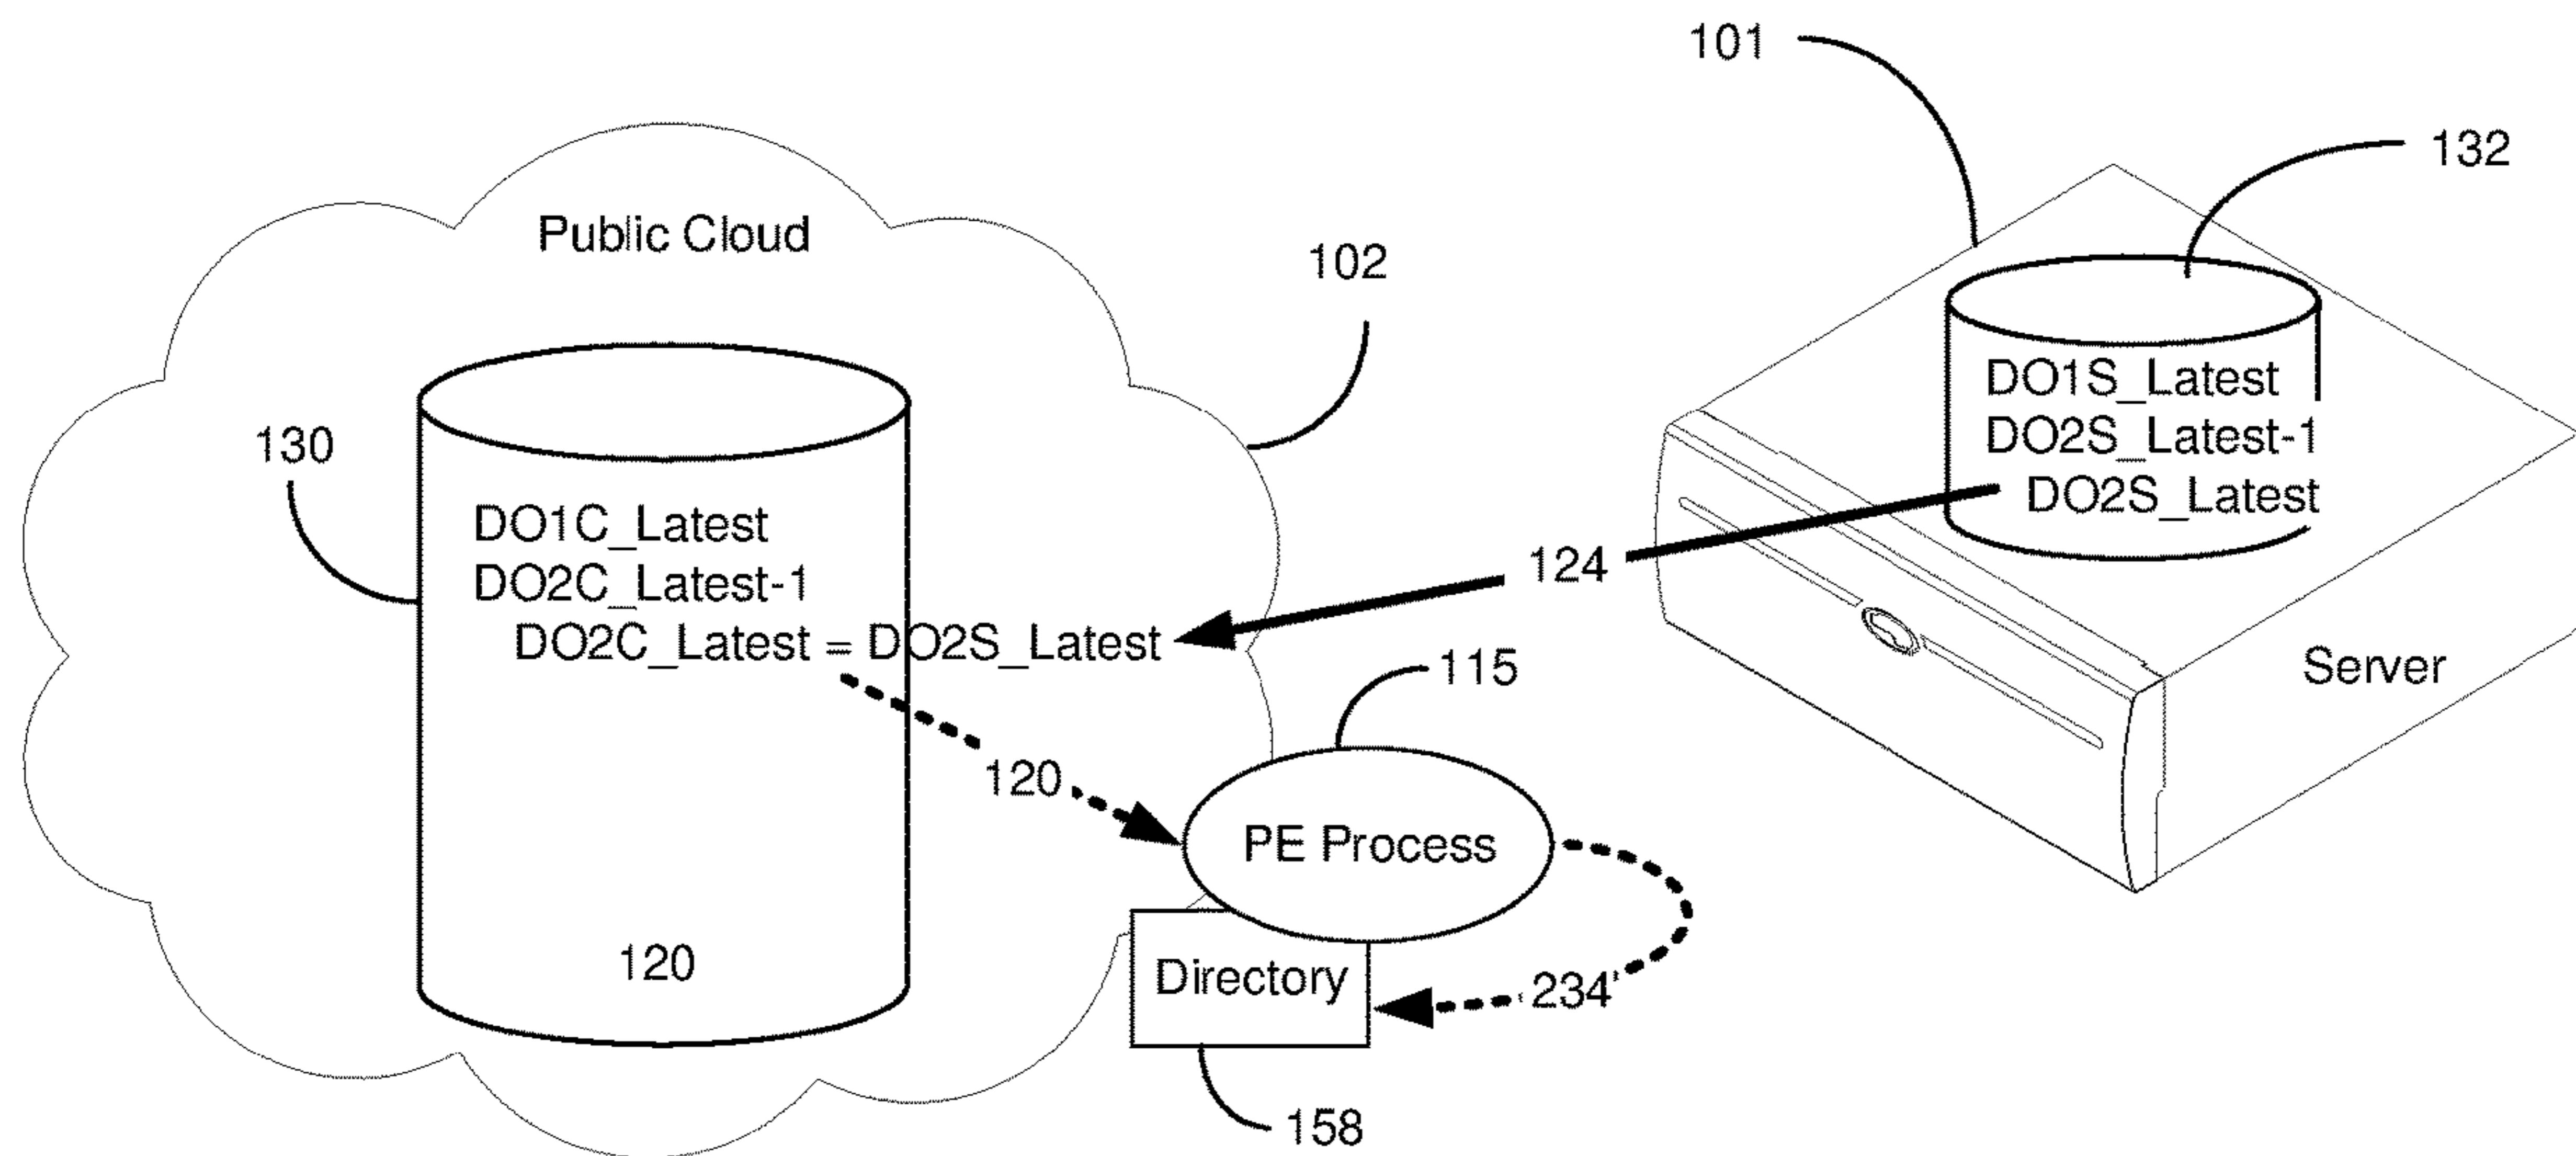 101
132
Public Cloud
102
DO1S_Latest
DO2S_Latest-1
DO2S_Latest
130
DO1C_Latest
DO2C_Latest-1
DO2C_Latest = DO2S_Latest
124
115
Server
120
PE Process
120
Directory
234'
158